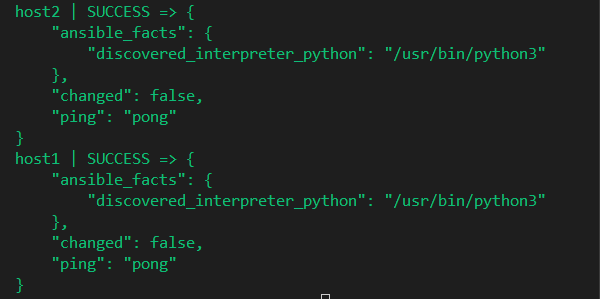 host2 | SUCCESS => {
    "ansible_facts": {
        "discovered_interpreter_python": "/usr/bin/python3"
    },
    "changed": false,
    "ping": "pong"
}
host1 | SUCCESS => {
    "ansible_facts": {
        "discovered_interpreter_python": "/usr/bin/python3"
    },
    "changed": false,
    "ping": "pong"
}